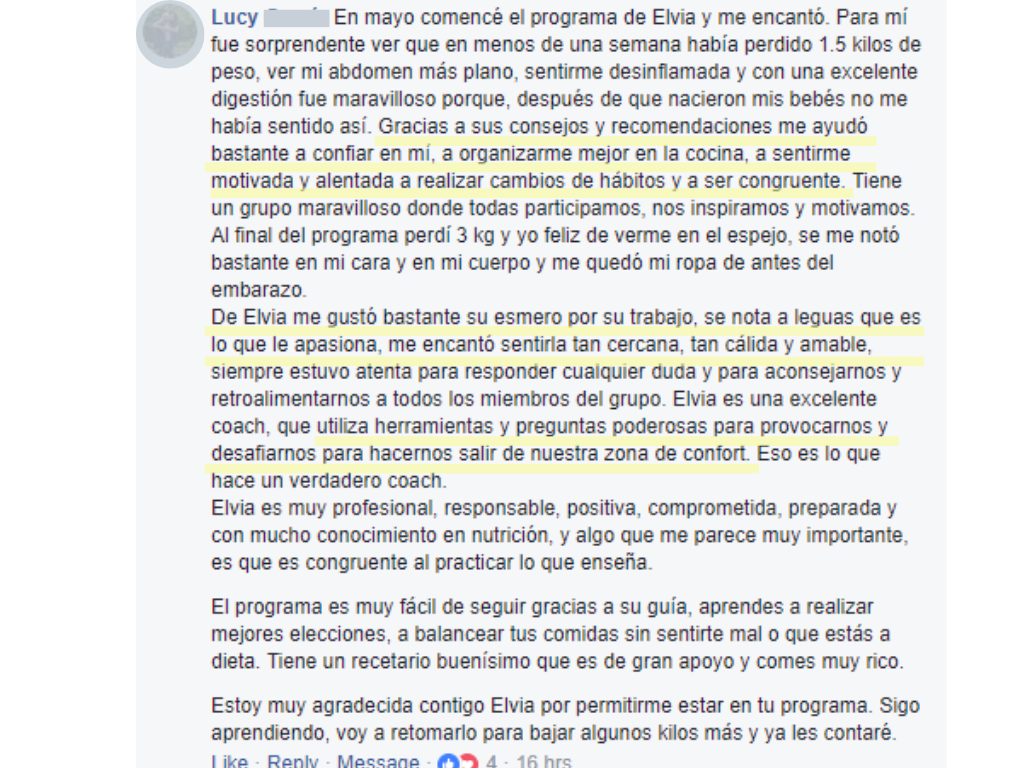 Lucy En mayo comencé el programa de Elvia y me encantó. Para mí
fue sorprendente ver que en menos de una semana había perdido 1.5 kilos de
peso, ver mi abdomen más plano, sentirme desinflamada y con una excelente
digestión fue maravilloso porque, después de que nacieron mis bebés no me
había sentido así. Gracias a sus consejos y recomendaciones me ayudó
bastante a confiar en mí, a organizarme mejor en la cocina, a sentirme
motivada y alentada a realizar cambios de hábitos y a ser congruente. Tiene
un grupo maravilloso donde todas participamos, nos inspiramos y motivamos.
Al final del programa perdí 3 kg y yo feliz de verme en el espejo, se me notó
bastante en mi cara y en mi cuerpo y me quedó mi ropa de antes del
embarazo.
De Elvia me gustó bastante su esmero por su trabajo, se nota a leguas que es
lo que le apasiona, me encantó sentirla tan cercana, tan cálida y amable,
siempre estuvo atenta para responder cualquier duda y para aconsejarnos y
retroalimentarnos a todos los miembros del grupo. Elvia es una excelente
coach, que utiliza herramientas y preguntas poderosas para provocarnos y
desafiarnos para hacernos salir de nuestra zona de confort. Eso es lo que
hace un verdadero coach.
Elvia es muy profesional, responsable, positiva, comprometida, preparada y
con mucho conocimiento en nutrición, y algo que me parece muy importante,
es que es congruente al practicar lo que enseña.
El programa es muy fácil de seguir gracias a su guía, aprendes a realizar
mejores elecciones, a balancear tus comidas sin sentirte mal o que estás a
dieta. Tiene un recetario buenísimo que es de gran apoyo y comes muy rico.
Estoy muy agradecida contigo Elvia por permitirme estar en tu programa. Sigo
aprendiendo, voy a retomarlo para bajar algunos kilos más y ya les contaré.
Like · Reply · Message · 4 · 16 hrs